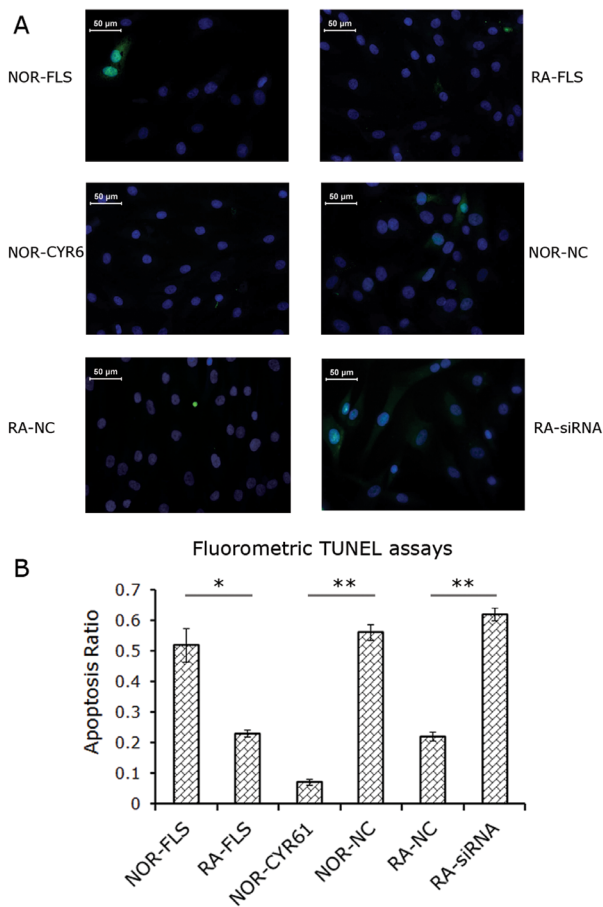 A
50 µm
50 µm
NOR-FLS
RA-FLS
50 µm
50 µm
NOR-CYR6
NOR-NC
50 µm
50 µm
RA-NC
RA-siRNA
Fluorometric TUNEL assays
B
* ** **
Apoptosis Ratio
0.7
0.6
0.5
0.4
0.3
0.2
0.1
0
NOR-FLS
RA-FLS
NOR-CYR61
NOR-NC
RA-NC
RA-siRNA